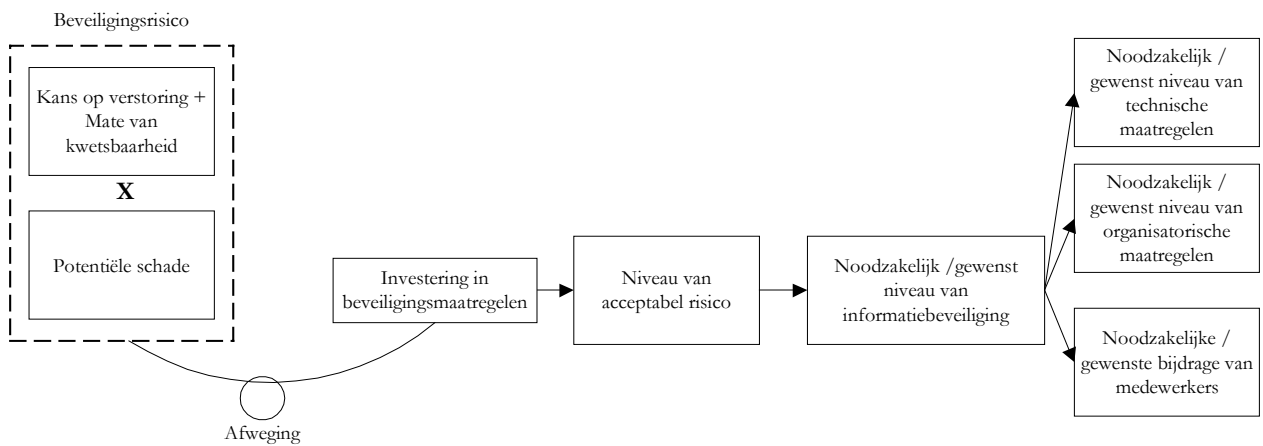 Beveiligingsrisico
Kans op verstoring +
Mate van
kwetsbaarheid
X
Potentiële schade
Afweging
Investering in
beveiligingsmaatregelen
Niveau van
acceptabel risico
Noodzakelijk /gewenst
niveau van
informatiebeveiliging
Noodzakelijk /
gewenst niveau van
technische
maatregelen
Noodzakelijk /
gewenst niveau van
organisatorische
maatregelen
Noodzakelijke /
gewenste bijdrage van
medewerkers